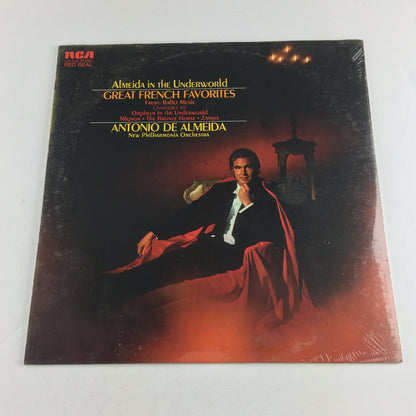 RCA
RED SEAL
Almeida in the Underworld
GREAT FRENCH FAVORITES
Faust: Ballet Music
Overtures to
Orpheus in the Underworld
Mignon • The Bronze Horse • Zampa
ANTONIO DE ALMEIDA
New Philharmonia Orchestra